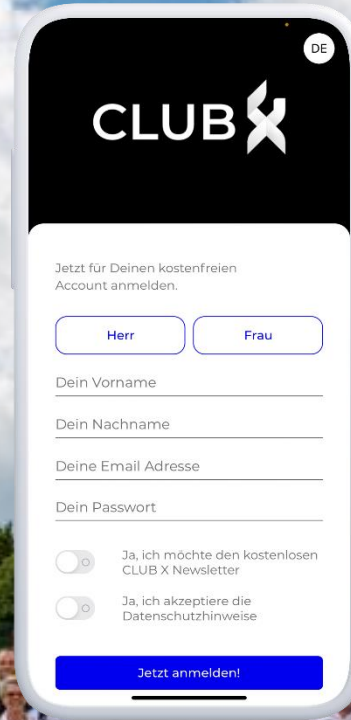 DE
CLUB X
Jetzt für Deinen kostenfreien
Account anmelden.
Herr
Frau
Dein Vorname
Dein Nachname
Deine Email Adresse
Dein Passwort
Ja, ich möchte den kostenlosen
CLUB X Newsletter
Ja, ich akzeptiere die
Datenschutzhinweise
Jetzt anmelden!